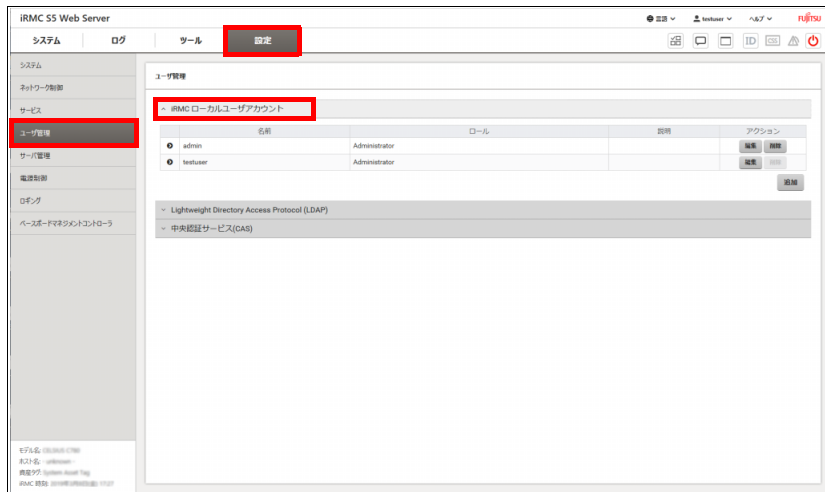 iRMC S5 Web Server
言語 testuser ヘルプ FUJITSU
システム ログ ツール 設定
ID CSS
システム
ネットワーク制御
サービス
ユーザ管理
サーバ管理
電源制御
ロギング
ベースボードマネジメントコントローラ
ユーザ管理
iRMC ローカルユーザアカウント
名前 ロール 説明 アクション
admin Administrator 編集 削除
testuser Administrator 編集 削除
追加
Lightweight Directory Access Protocol (LDAP)
中央認証サービス(CAS)
モデル名:
ホスト名: - unknown -
資産タグ: System Asset Tag
iRMC 時刻: